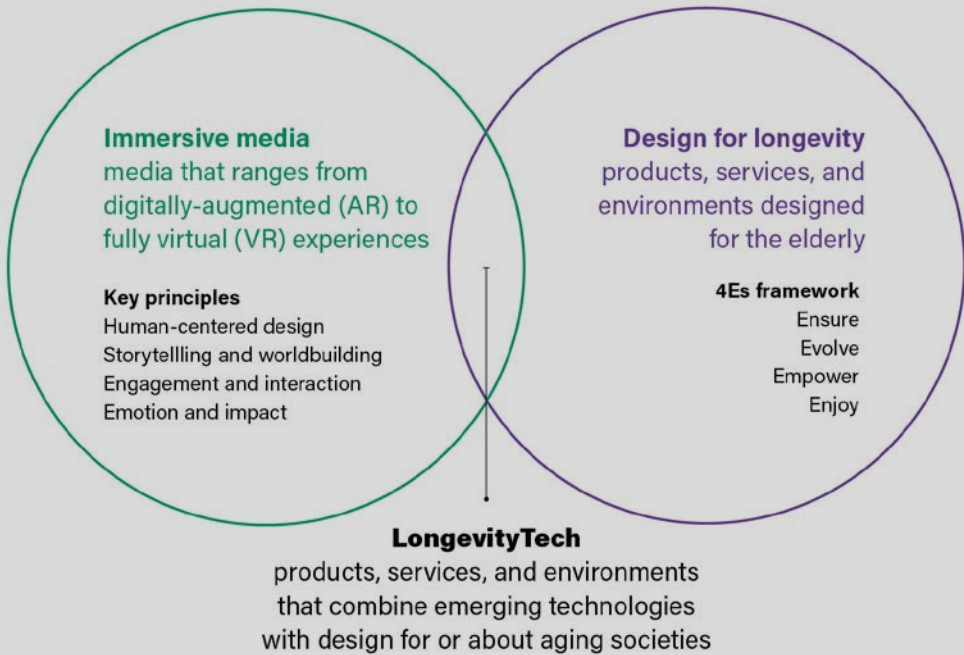 Immersive media
media that ranges from
digitally-augmented (AR) to
fully virtual (VR) experiences
Key principles
Human-centered design
Storytellling and worldbuilding
Engagement and interaction
Emotion and impact
Design for longevity
products, services, and
environments designed
for the elderly
4Es framework
Ensure
Evolve
Empower
Enjoy
LongevityTech
products, services, and environments
that combine emerging technologies
with design for or about aging societies